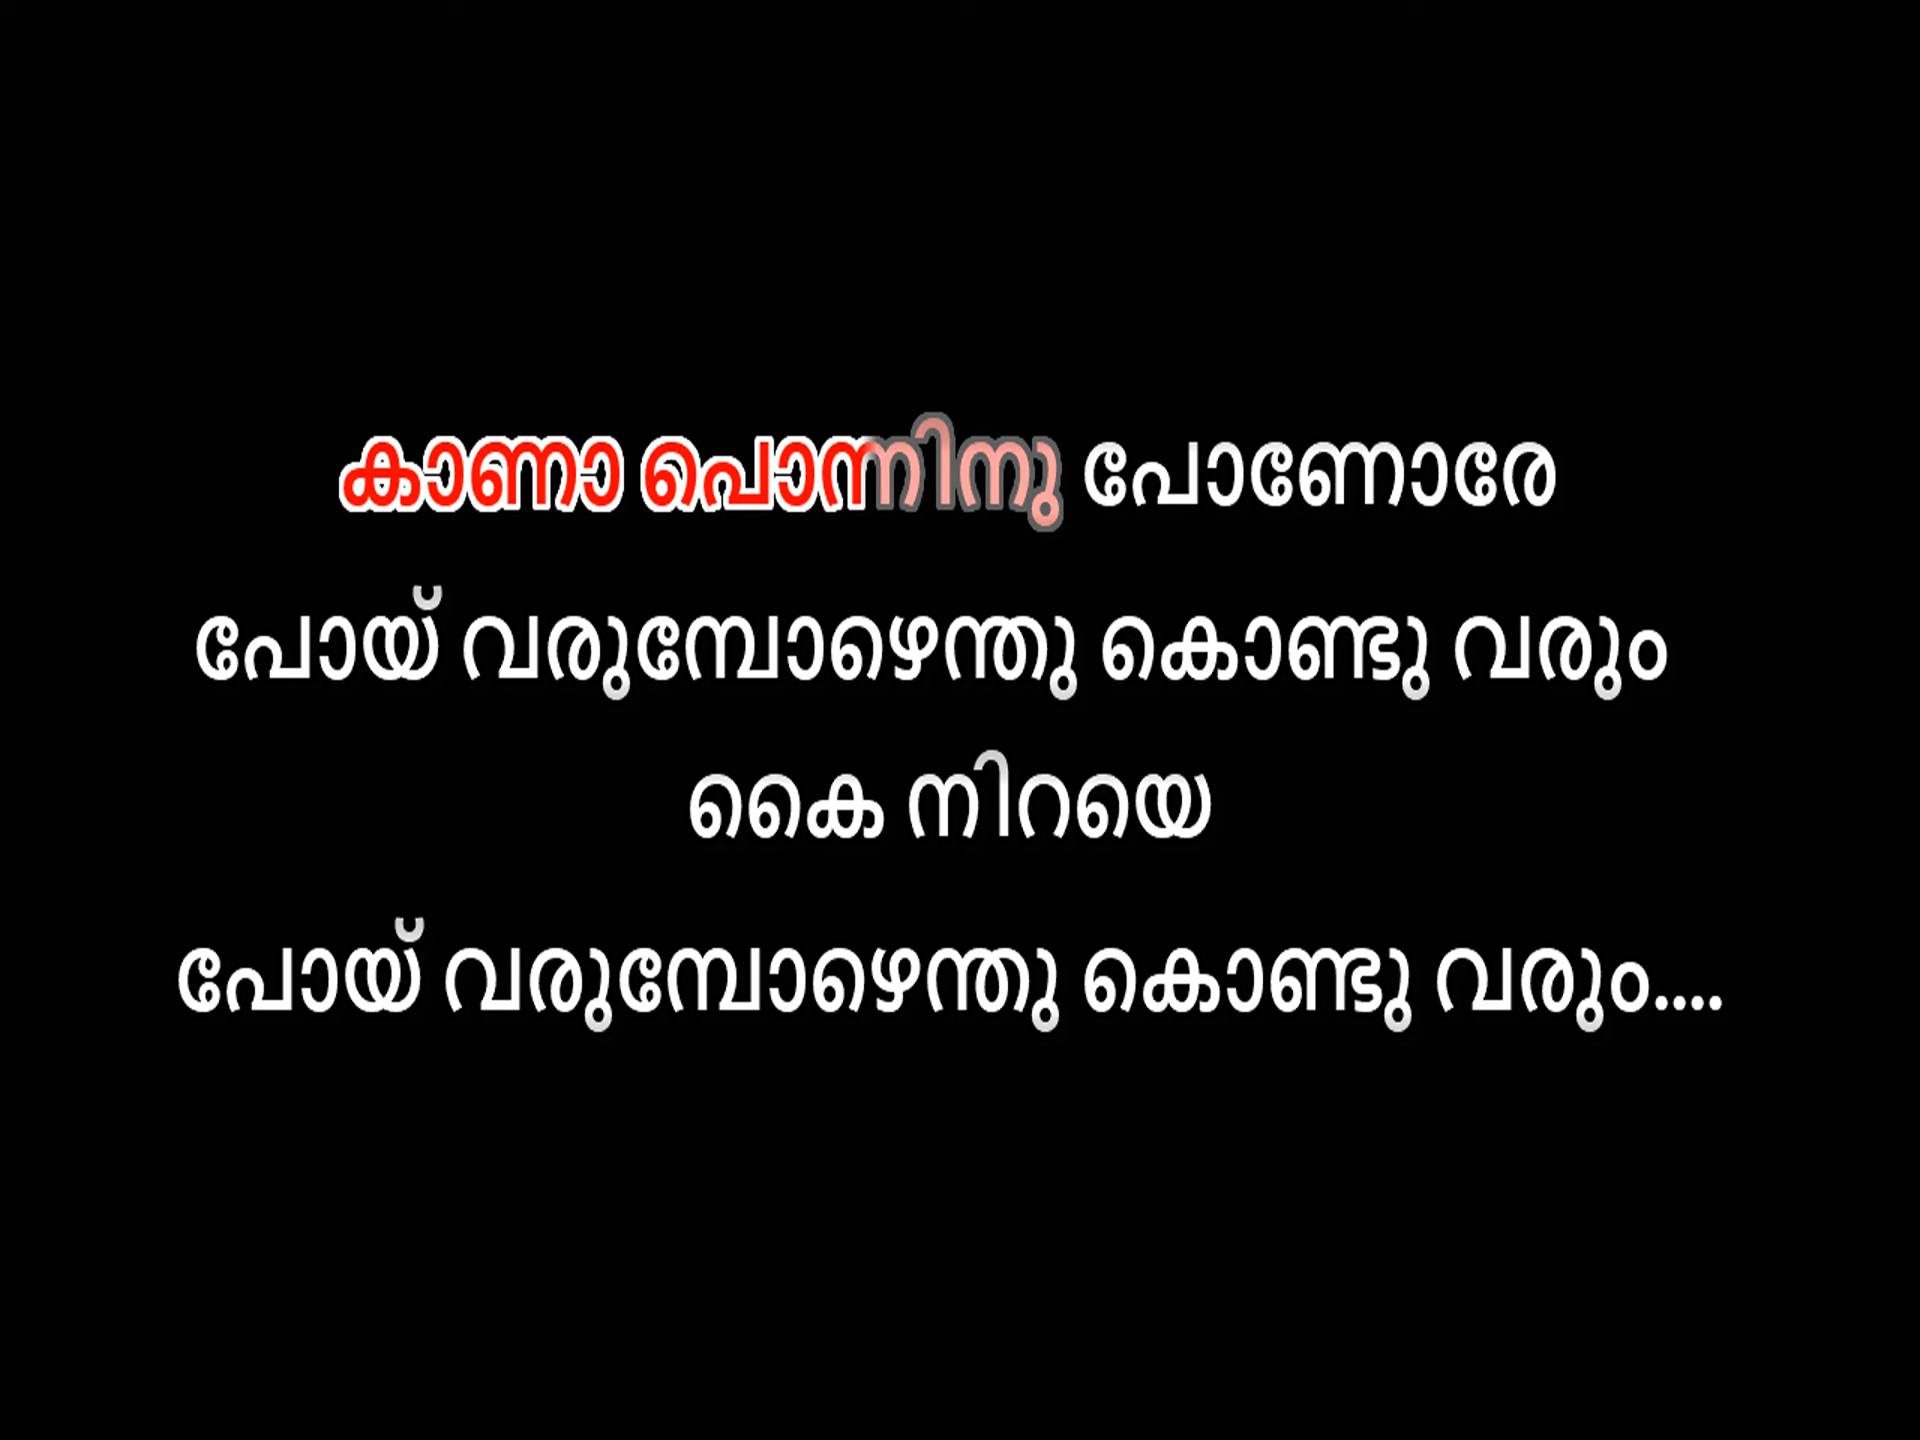 കാണാ പൊന്നിനു പോണോരേ
പോയ് വരുമ്പോഴെന്തു കൊണ്ടു വരും
കൈ നിറയെ
പോയ് വരുമ്പോഴെന്തു കൊണ്ടു വരും....